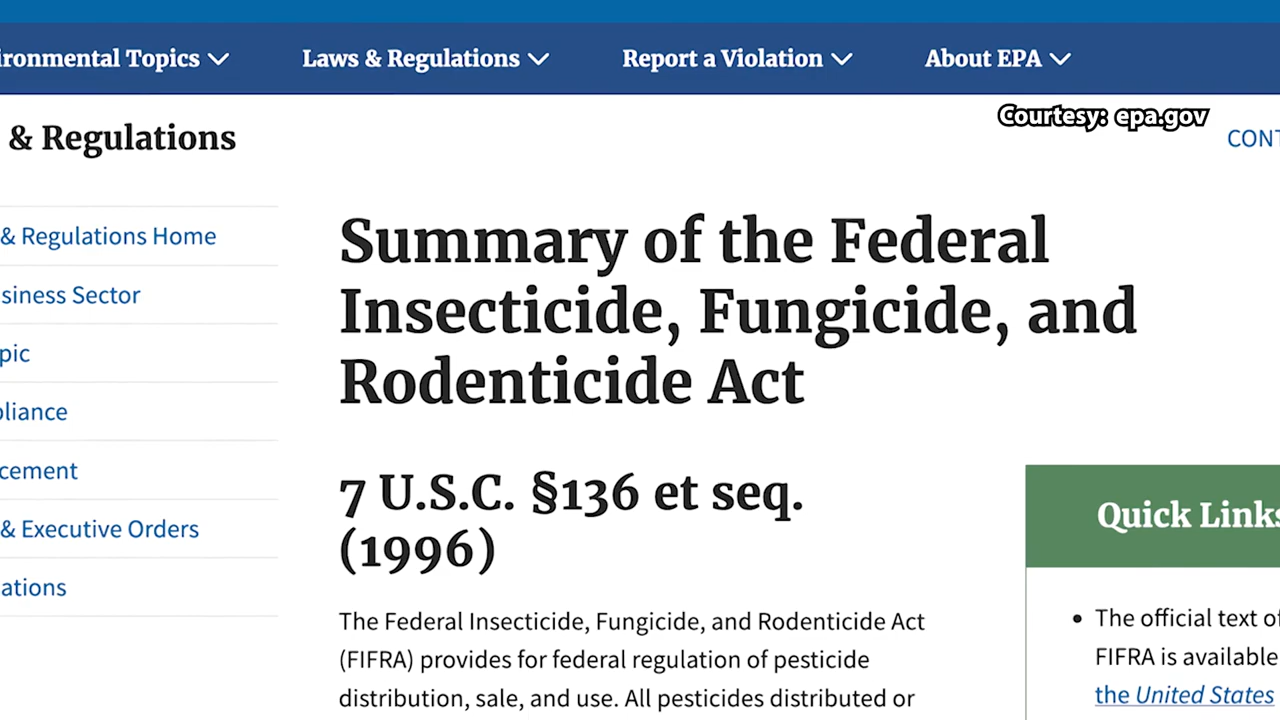 ironmental Topics
Laws & Regulations
Report a Violation
About EPA
Courtesy: epa.gov
& Regulations
CONT
& Regulations Home
siness Sector
pic
pliance
cement
& Executive Orders
ations
Summary of the Federal
Insecticide, Fungicide, and
Rodenticide Act
7 U.S.C. §136 et seq.
(1996)
The Federal Insecticide, Fungicide, and Rodenticide Act
(FIFRA) provides for federal regulation of pesticide
distribution, sale, and use. All pesticides distributed or
Quick Links
• The official text of
FIFRA is available
the United States